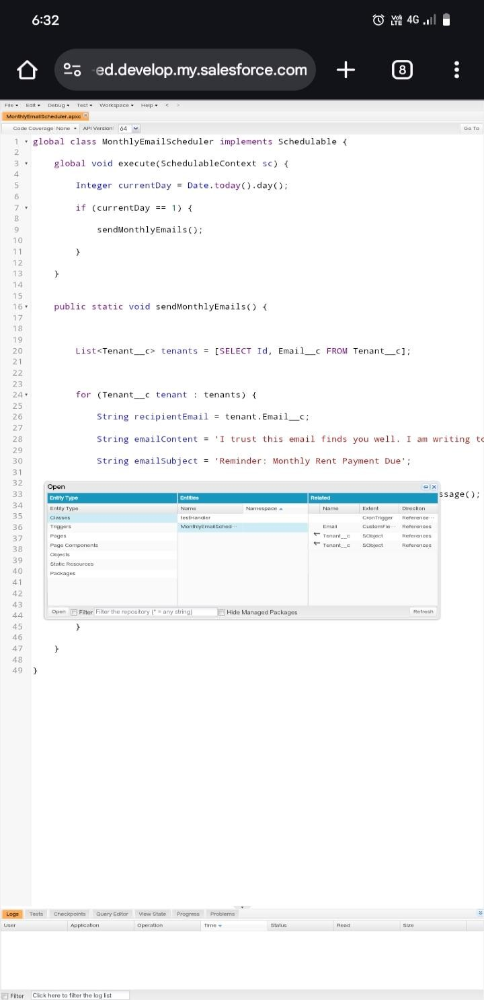 6:32
Vo)) LTE 4G
ed.develop.my.salesforce.com
8
File Edit Debug Test Workspace Help < >
MonthlyEmailScheduler.apxc
Code Coverage: None API Version: 64 Go To
1 global class MonthlyEmailScheduler implements Schedulable {
2
3 global void execute(SchedulableContext sc) {
4
5 Integer currentDay = Date.today().day();
6
7 if (currentDay == 1) {
8
9 sendMonthlyEmails();
10
11 }
12
13 }
14
15
16 public static void sendMonthlyEmails() {
17
18
19
20 List<Tenant__c> tenants = [SELECT Id, Email__c FROM Tenant__c];
21
22
23
24 for (Tenant__c tenant : tenants) {
25
26 String recipientEmail = tenant.Email__c;
27
28 String emailContent = 'I trust this email finds you well. I am writing to
29
30 String emailSubject = 'Reminder: Monthly Rent Payment Due';
31
32
33 ssage();
34
35
36
37
38
39
40
41
42
43
44
45 }
46
47 }
48
49 }
Open
Entity Type Entities Related
Entity Type Name Namespace Name Extent Direction
Classes testHandler CronTrigger Reference...
Triggers MonthlyEmailSched... Email CustomFie... References
Pages Tenant__c SObject References
Page Components Tenant__c SObject References
Objects
Static Resources
Packages
Open Filter Filter the repository (* = any string) Hide Managed Packages Refresh
Logs Tests Checkpoints Query Editor View State Progress Problems
User Application Operation Time Status Read Size
Filter Click here to filter the log list